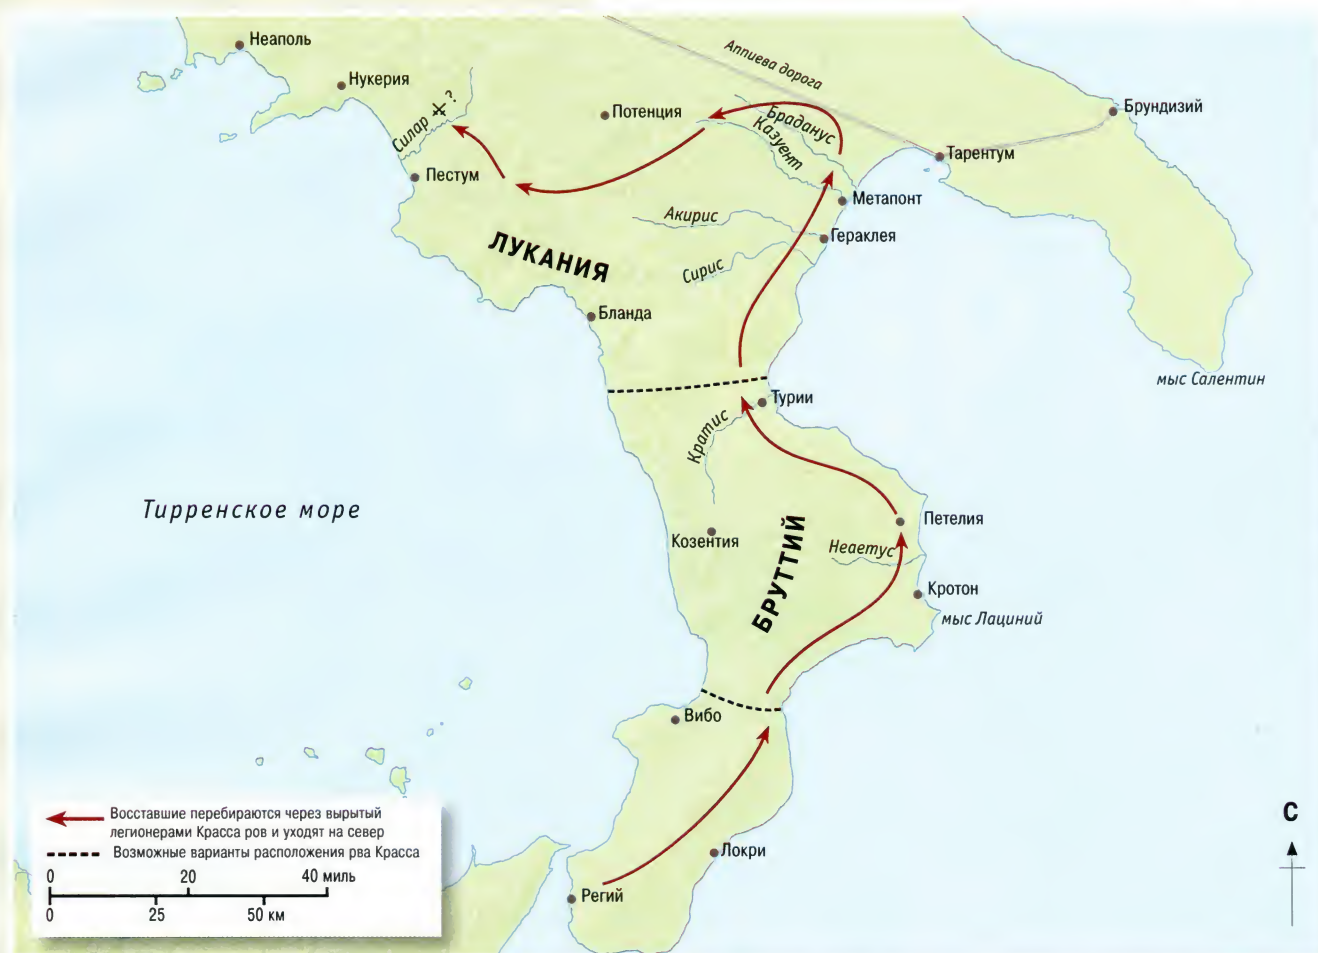 Неаполь
Нукерия
Силар
?
Пестум
Потенция
Аппиева дорога
Браданус
Казуент
Брундизий
Тарентум
Метапонт
Акирис
Гераклея
Сирис
ЛУКАНИЯ
Бланда
мыс Салентин
Турии
Кратис
Тирренское море
Петелия
Козентия
Неаетус
БРУТТИЙ
Кротон
мыс Лациний
Вибо
Локри
Регий
С
Восставшие перебираются через вырытый
легионерами Красса ров и уходят на север
Возможные варианты расположения рва Красса
0 20 40 миль
0 25 50 км